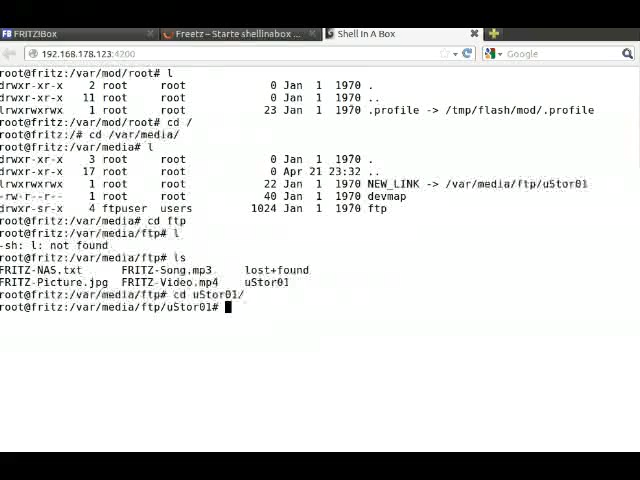 FRITZ!Box
Freetz – Starte shellinabox ...
Shell In A Box
192.168.178.123:4200
Google
root@fritz:/var/mod/root# l
drwxr-xr-x 2 root root 0 Jan 1 1970 .
drwxr-xr-x 11 root root 0 Jan 1 1970 ..
lrwxrwxrwx 1 root root 23 Jan 1 1970 .profile -> /tmp/flash/mod/.profile
root@fritz:/var/mod/root# cd /
root@fritz:/# cd /var/media/
root@fritz:/var/media# l
drwxr-xr-x 3 root root 0 Jan 1 1970 .
drwxr-xr-x 17 root root 0 Apr 21 23:32 ..
lrwxrwxrwx 1 root root 22 Jan 1 1970 NEW_LINK -> /var/media/ftp/uStor01
-rw-r--r-- 1 root root 40 Jan 1 1970 devmap
drwxr-sr-x 4 ftpuser users 1024 Jan 1 1970 ftp
root@fritz:/var/media# cd ftp
root@fritz:/var/media/ftp# l
-sh: l: not found
root@fritz:/var/media/ftp# ls
FRITZ-NAS.txt FRITZ-Song.mp3 lost+found
FRITZ-Picture.jpg FRITZ-Video.mp4 uStor01
root@fritz:/var/media/ftp# cd uStor01/
root@fritz:/var/media/ftp/uStor01#